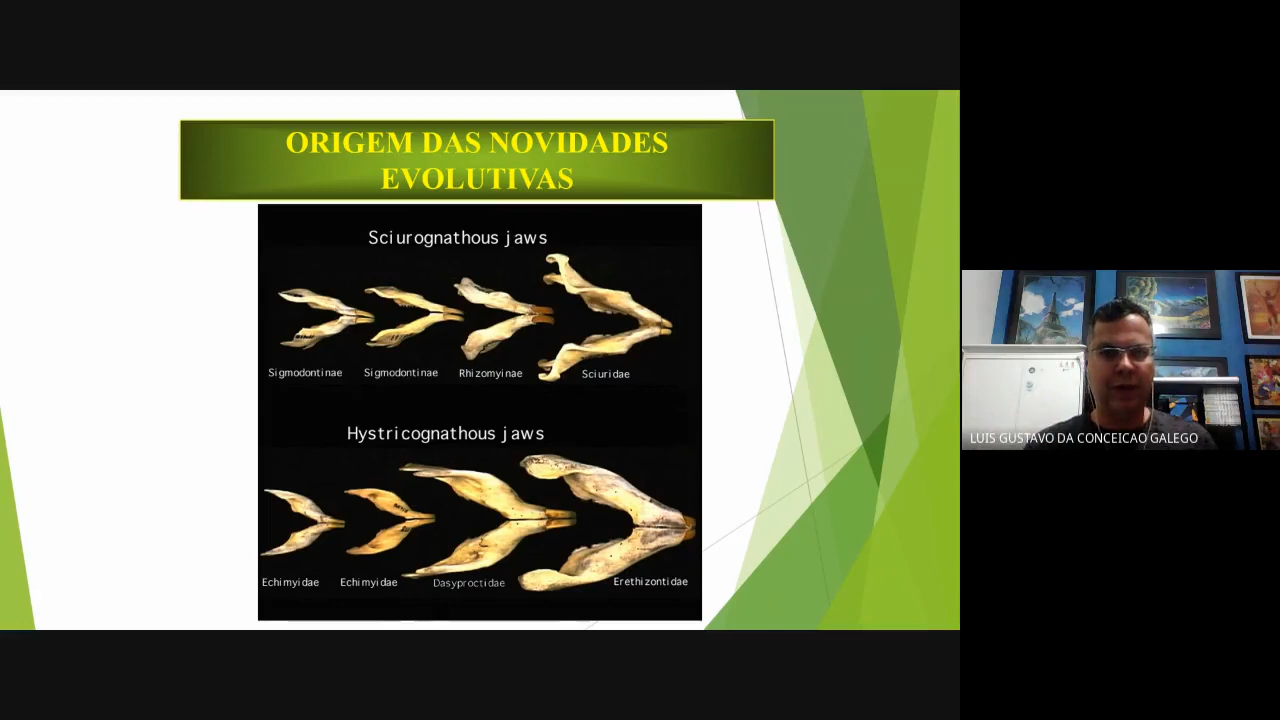 ORIGEM DAS NOVIDADES
EVOLUTIVAS
Sciurognathous jaws
Sigmodontinae Sigmodontinae Rhizomyinae Sciuridae
Hystricognathous jaws
Echimyidae Echimyidae Dasyproctidae Erethizontidae
LUIS GUSTAVO DA CONCEICAO GALEGO